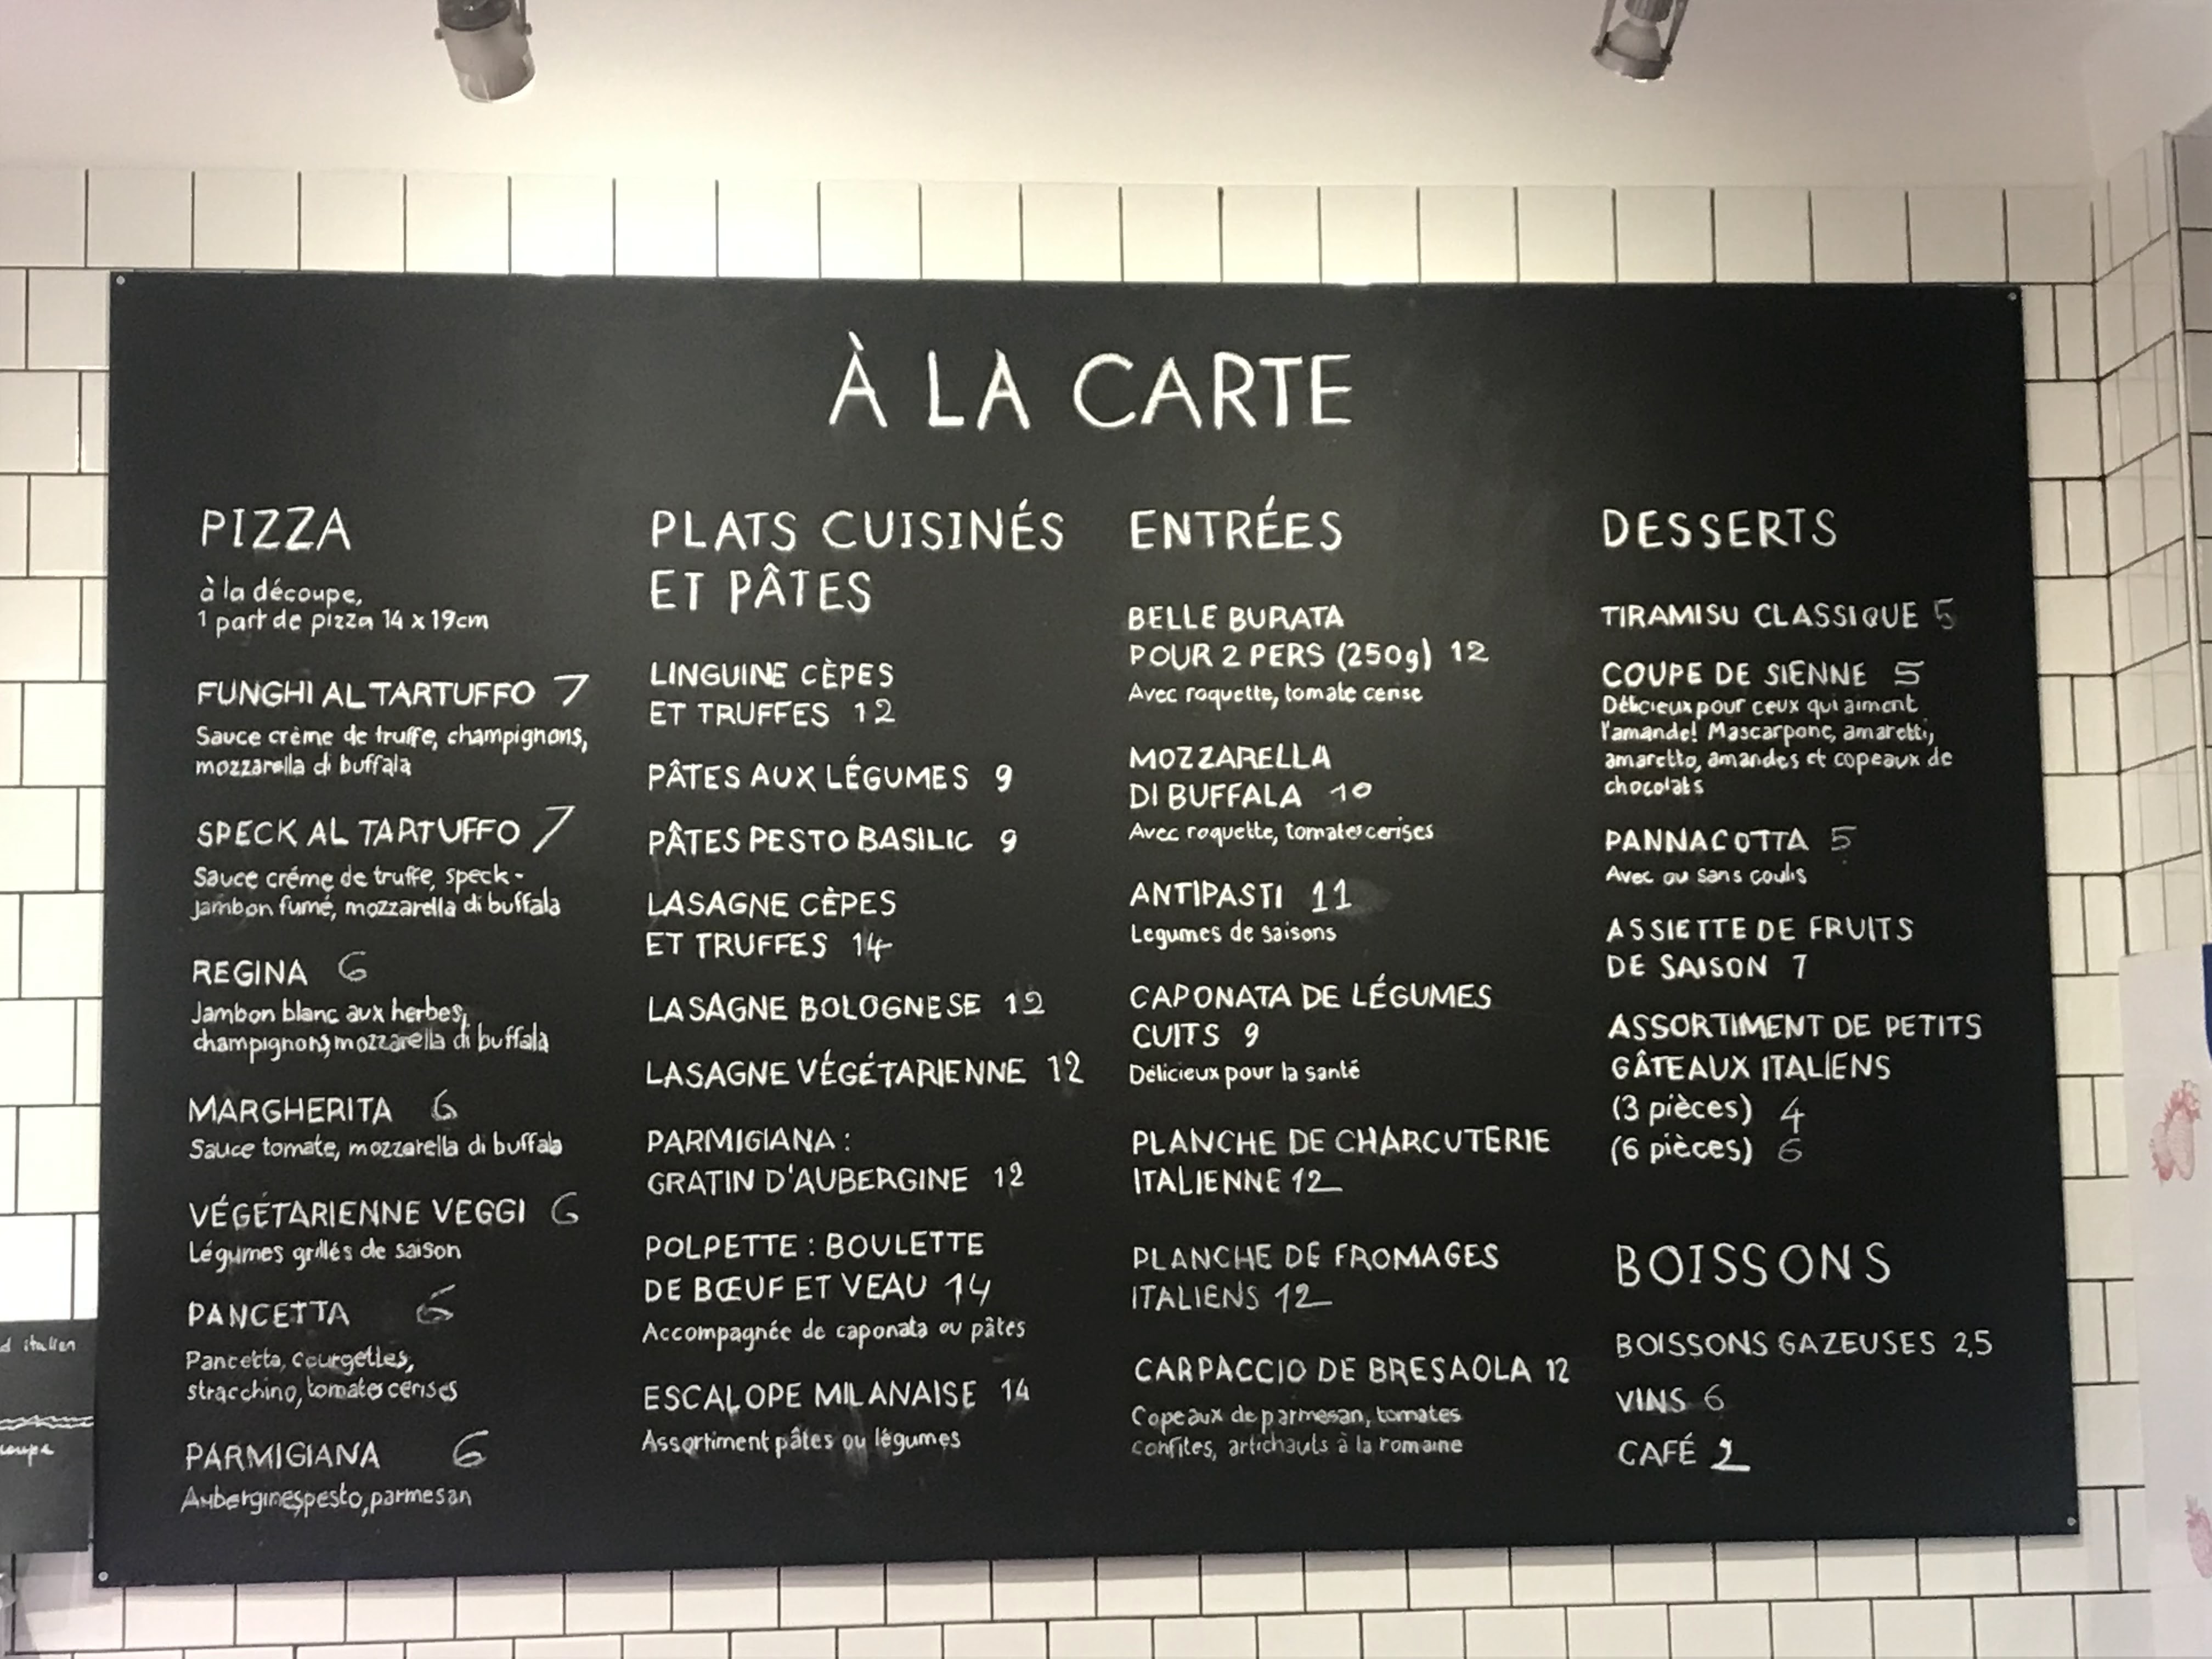 À LA CARTE
PIZZA
à la découpe,
1 part de pizza 14 x 19cm
FUNGHI AL TARTUFFO 7
Sauce crème de truffe, champignons,
mozzarella di buffala
SPECK AL TARTUFFO 7
Sauce créme de truffe, speck-
jambon fumé, mozzarella di buffala
REGINA 6
Jambon blanc aux herbes,
champignons, mozzarella di buffala
MARGHERITA 6
Sauce tomate, mozzarella di buffala
VÉGÉTARIENNE VEGGI 6
Légumes grillés de saison
PANCETTA 6
Pancetta, courgettes,
stracchino, tomates cerises
PARMIGIANA 6
Aubergines, pesto, parmesan
PLATS CUISINÉS
ET PÂTES
LINGUINE CÈPES
ET TRUFFES 12
PÂTES AUX LÉGUMES 9
PÂTES PESTO BASILIC 9
LASAGNE CÈPES
ET TRUFFES 14
LASAGNE BOLOGNESE 12
LASAGNE VÉGÉTARIENNE 12
PARMIGIANA :
GRATIN D'AUBERGINE 12
POLPETTE : BOULETTE
DE BŒUF ET VEAU 14
Accompagnée de caponata ou pâtes
ESCALOPE MILANAISE 14
Assortiment pâtes ou légumes
ENTRÉES
BELLE BURATA
POUR 2 PERS (250g) 12
Avec roquette, tomate cerise
MOZZARELLA
DI BUFFALA 10
Avec roquette, tomates cerises
ANTIPASTI 11
Legumes de saisons
CAPONATA DE LÉGUMES
CUITS 9
Délicieux pour la santé
PLANCHE DE CHARCUTERIE
ITALIENNE 12
PLANCHE DE FROMAGES
ITALIENS 12
CARPACCIO DE BRESAOLA 12
Copeaux de parmesan, tomates
confites, artichauts à la romaine
DESSERTS
TIRAMISU CLASSIQUE 5
COUPE DE SIENNE 5
Délicieux pour ceux qui aiment
l'amande! Mascarpone, amaretti,
amaretto, amandes et copeaux de
chocolats
PANNACOTTA 5
Avec ou sans coulis
ASSIETTE DE FRUITS
DE SAISON 7
ASSORTIMENT DE PETITS
GÂTEAUX ITALIENS
(3 pièces) 4
(6 pièces) 6
BOISSONS
BOISSONS GAZEUSES 2,5
VINS 6
CAFÉ 2
italien